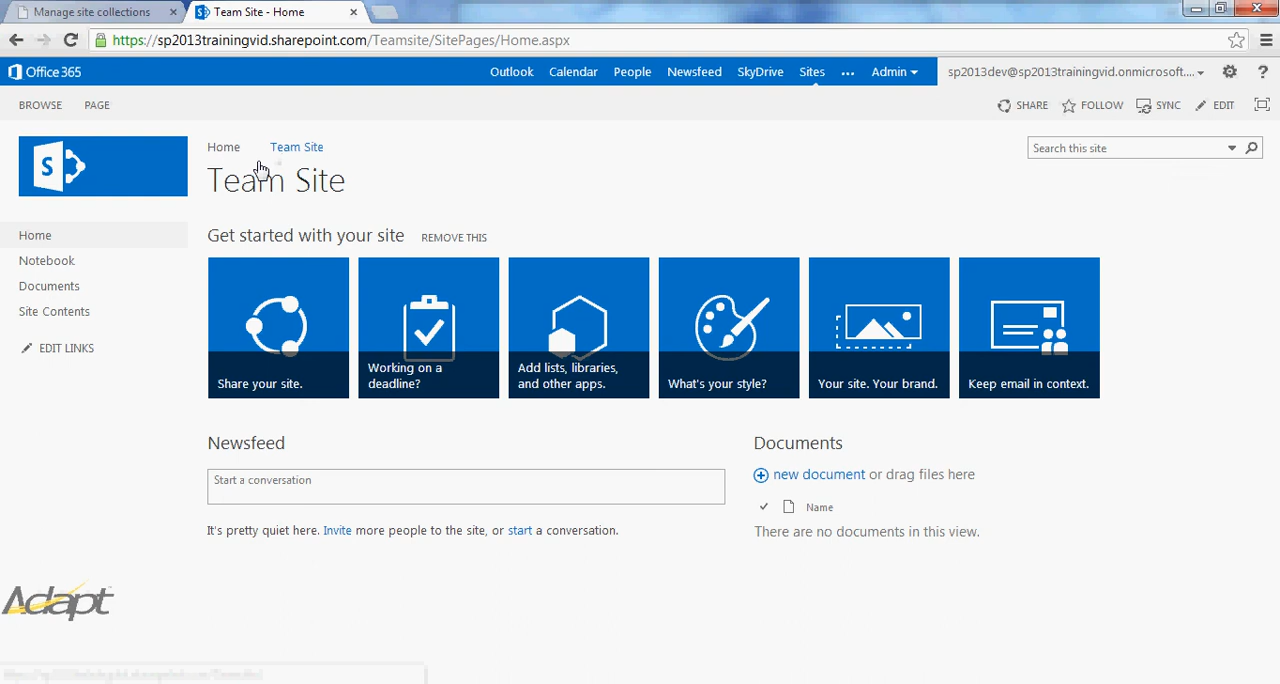 Manage site collections
Team Site - Home
https://sp2013trainingvid.sharepoint.com/Teamsite/SitePages/Home.aspx
Office 365
Outlook
Calendar
People
Newsfeed
SkyDrive
Sites
...
Admin
sp2013dev@sp2013trainingvid.onmicrosoft....
?
BROWSE
PAGE
SHARE
FOLLOW
SYNC
EDIT
S
Home
Team Site
Search this site
Team Site
Home
Notebook
Documents
Site Contents
EDIT LINKS
Get started with your site
REMOVE THIS
Share your site.
Working on a
deadline?
Add lists, libraries,
and other apps.
What's your style?
Your site. Your brand.
Keep email in context.
Newsfeed
Start a conversation
It's pretty quiet here. Invite more people to the site, or start a conversation.
Documents
new document or drag files here
Name
There are no documents in this view.
Adapt